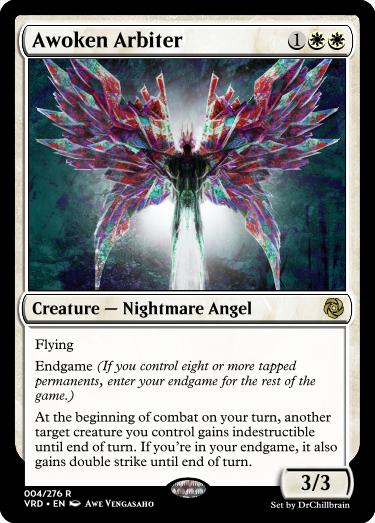 Awoken Arbiter 1
Creature — Nightmare Angel
Flying
Endgame (If you control eight or more tapped
permanents, enter your endgame for the rest of the
game.)
At the beginning of combat on your turn, another
target creature you control gains indestructible
until end of turn. If you're in your endgame, it also
gains double strike until end of turn.
3/3
004/276 R
VRD • EN Awe Vengasaho
Set by DrChillbrain